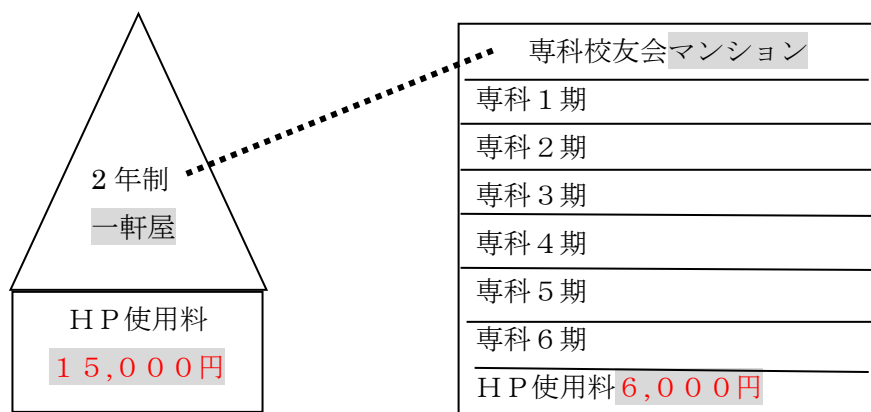 2年制
一軒屋
ＨＰ使用料
１５,０００円
専科校友会マンション
専科１期
専科２期
専科３期
専科４期
専科５期
専科６期
ＨＰ使用料６,０００円